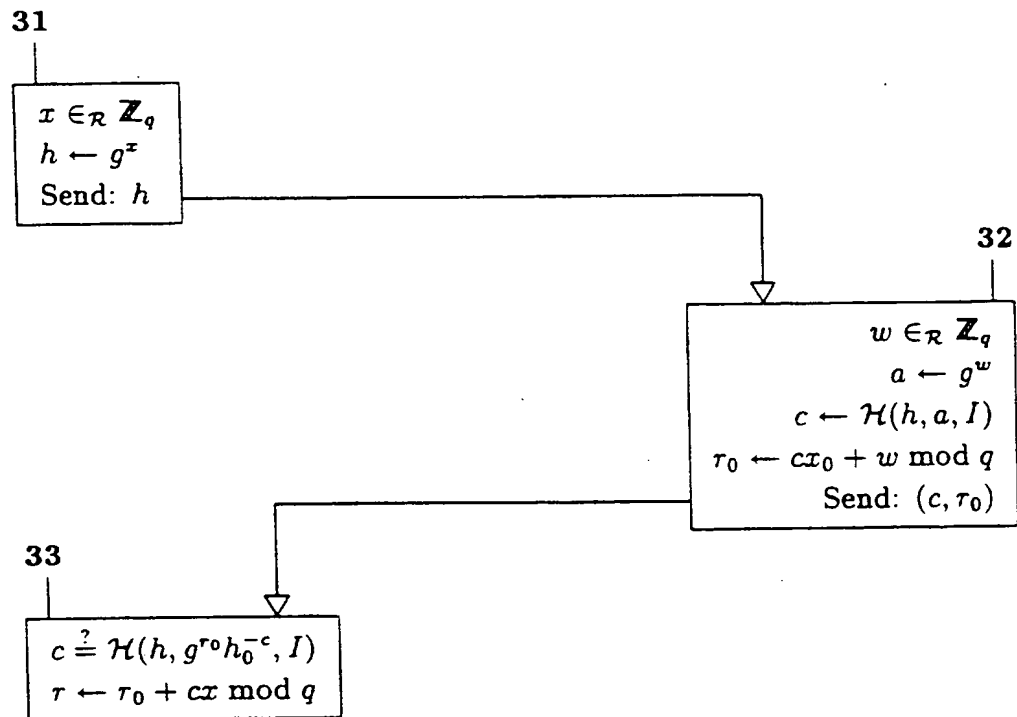 31
x ∈_R ℤ_q
h ← g^x
Send: h
32
w ∈_R ℤ_q
a ← g^w
c ← H(h, a, I)
r_0 ← cx_0 + w mod q
Send: (c, r_0)
33
c ≟ H(h, g^{r_0} h_0^{-c}, I)
r ← r_0 + cx mod q